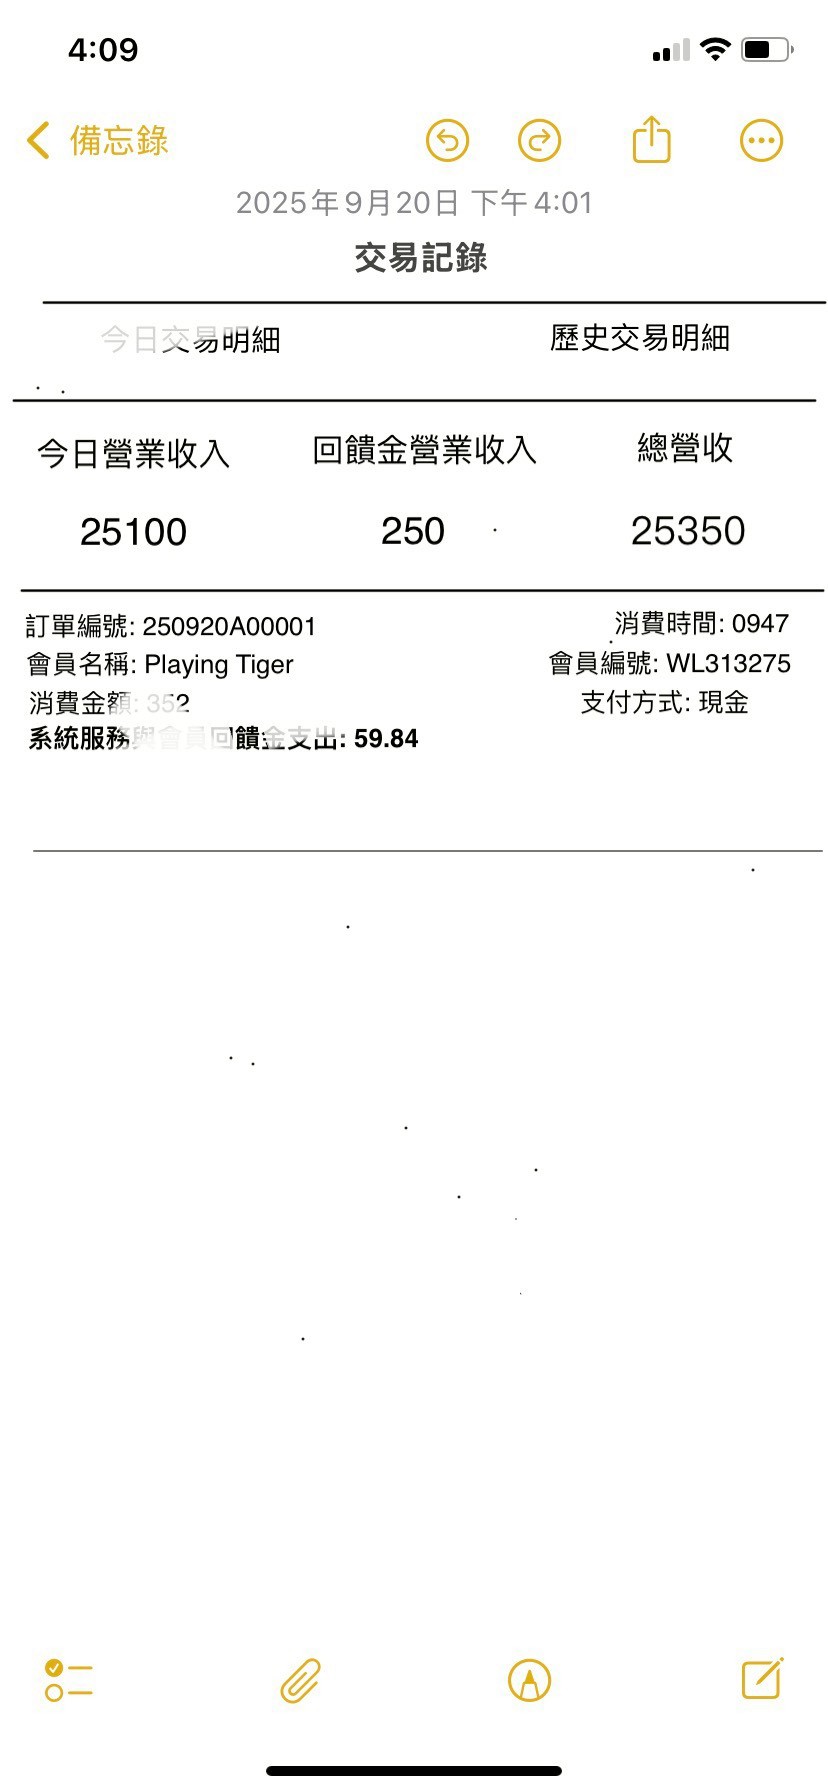 4:09
備忘錄
2025年9月20日 下午4:01
交易記錄
今日交易明細 歷史交易明細
今日營業收入 回饋金營業收入 總營收
25100 250 25350
訂單編號: 250920A00001 消費時間: 0947
會員名稱: Playing Tiger 會員編號: WL313275
消費金額: 352 支付方式: 現金
系統服務與會員回饋金支出: 59.84